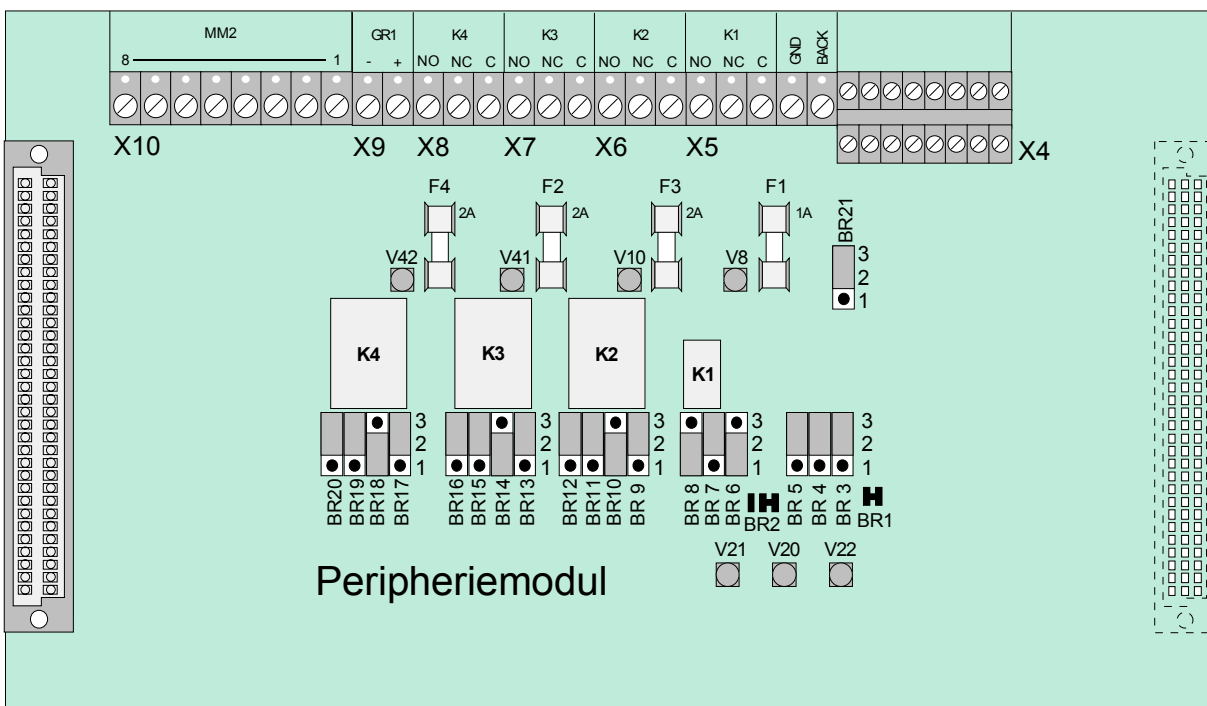 MM2 GR1 K4 K3 K2 K1 GND BACK
8 1 - + NO NC C NO NC C NO NC C NO NC C
X10 X9 X8 X7 X6 X5 X4
F4 F2 F3 F1
2A 2A 2A 1A BR21
V42 V41 V10 V8 3
2
1
K4 K3 K2 K1
3 3 3 3 3
2 2 2 2 2
1 1 1 1 1
BR20 BR19 BR18 BR17 BR16 BR15 BR14 BR13 BR12 BR11 BR10 BR 9 BR 8 BR 7 BR 6 BR2 BR 5 BR 4 BR 3 BR1
V21 V20 V22
Peripheriemodul